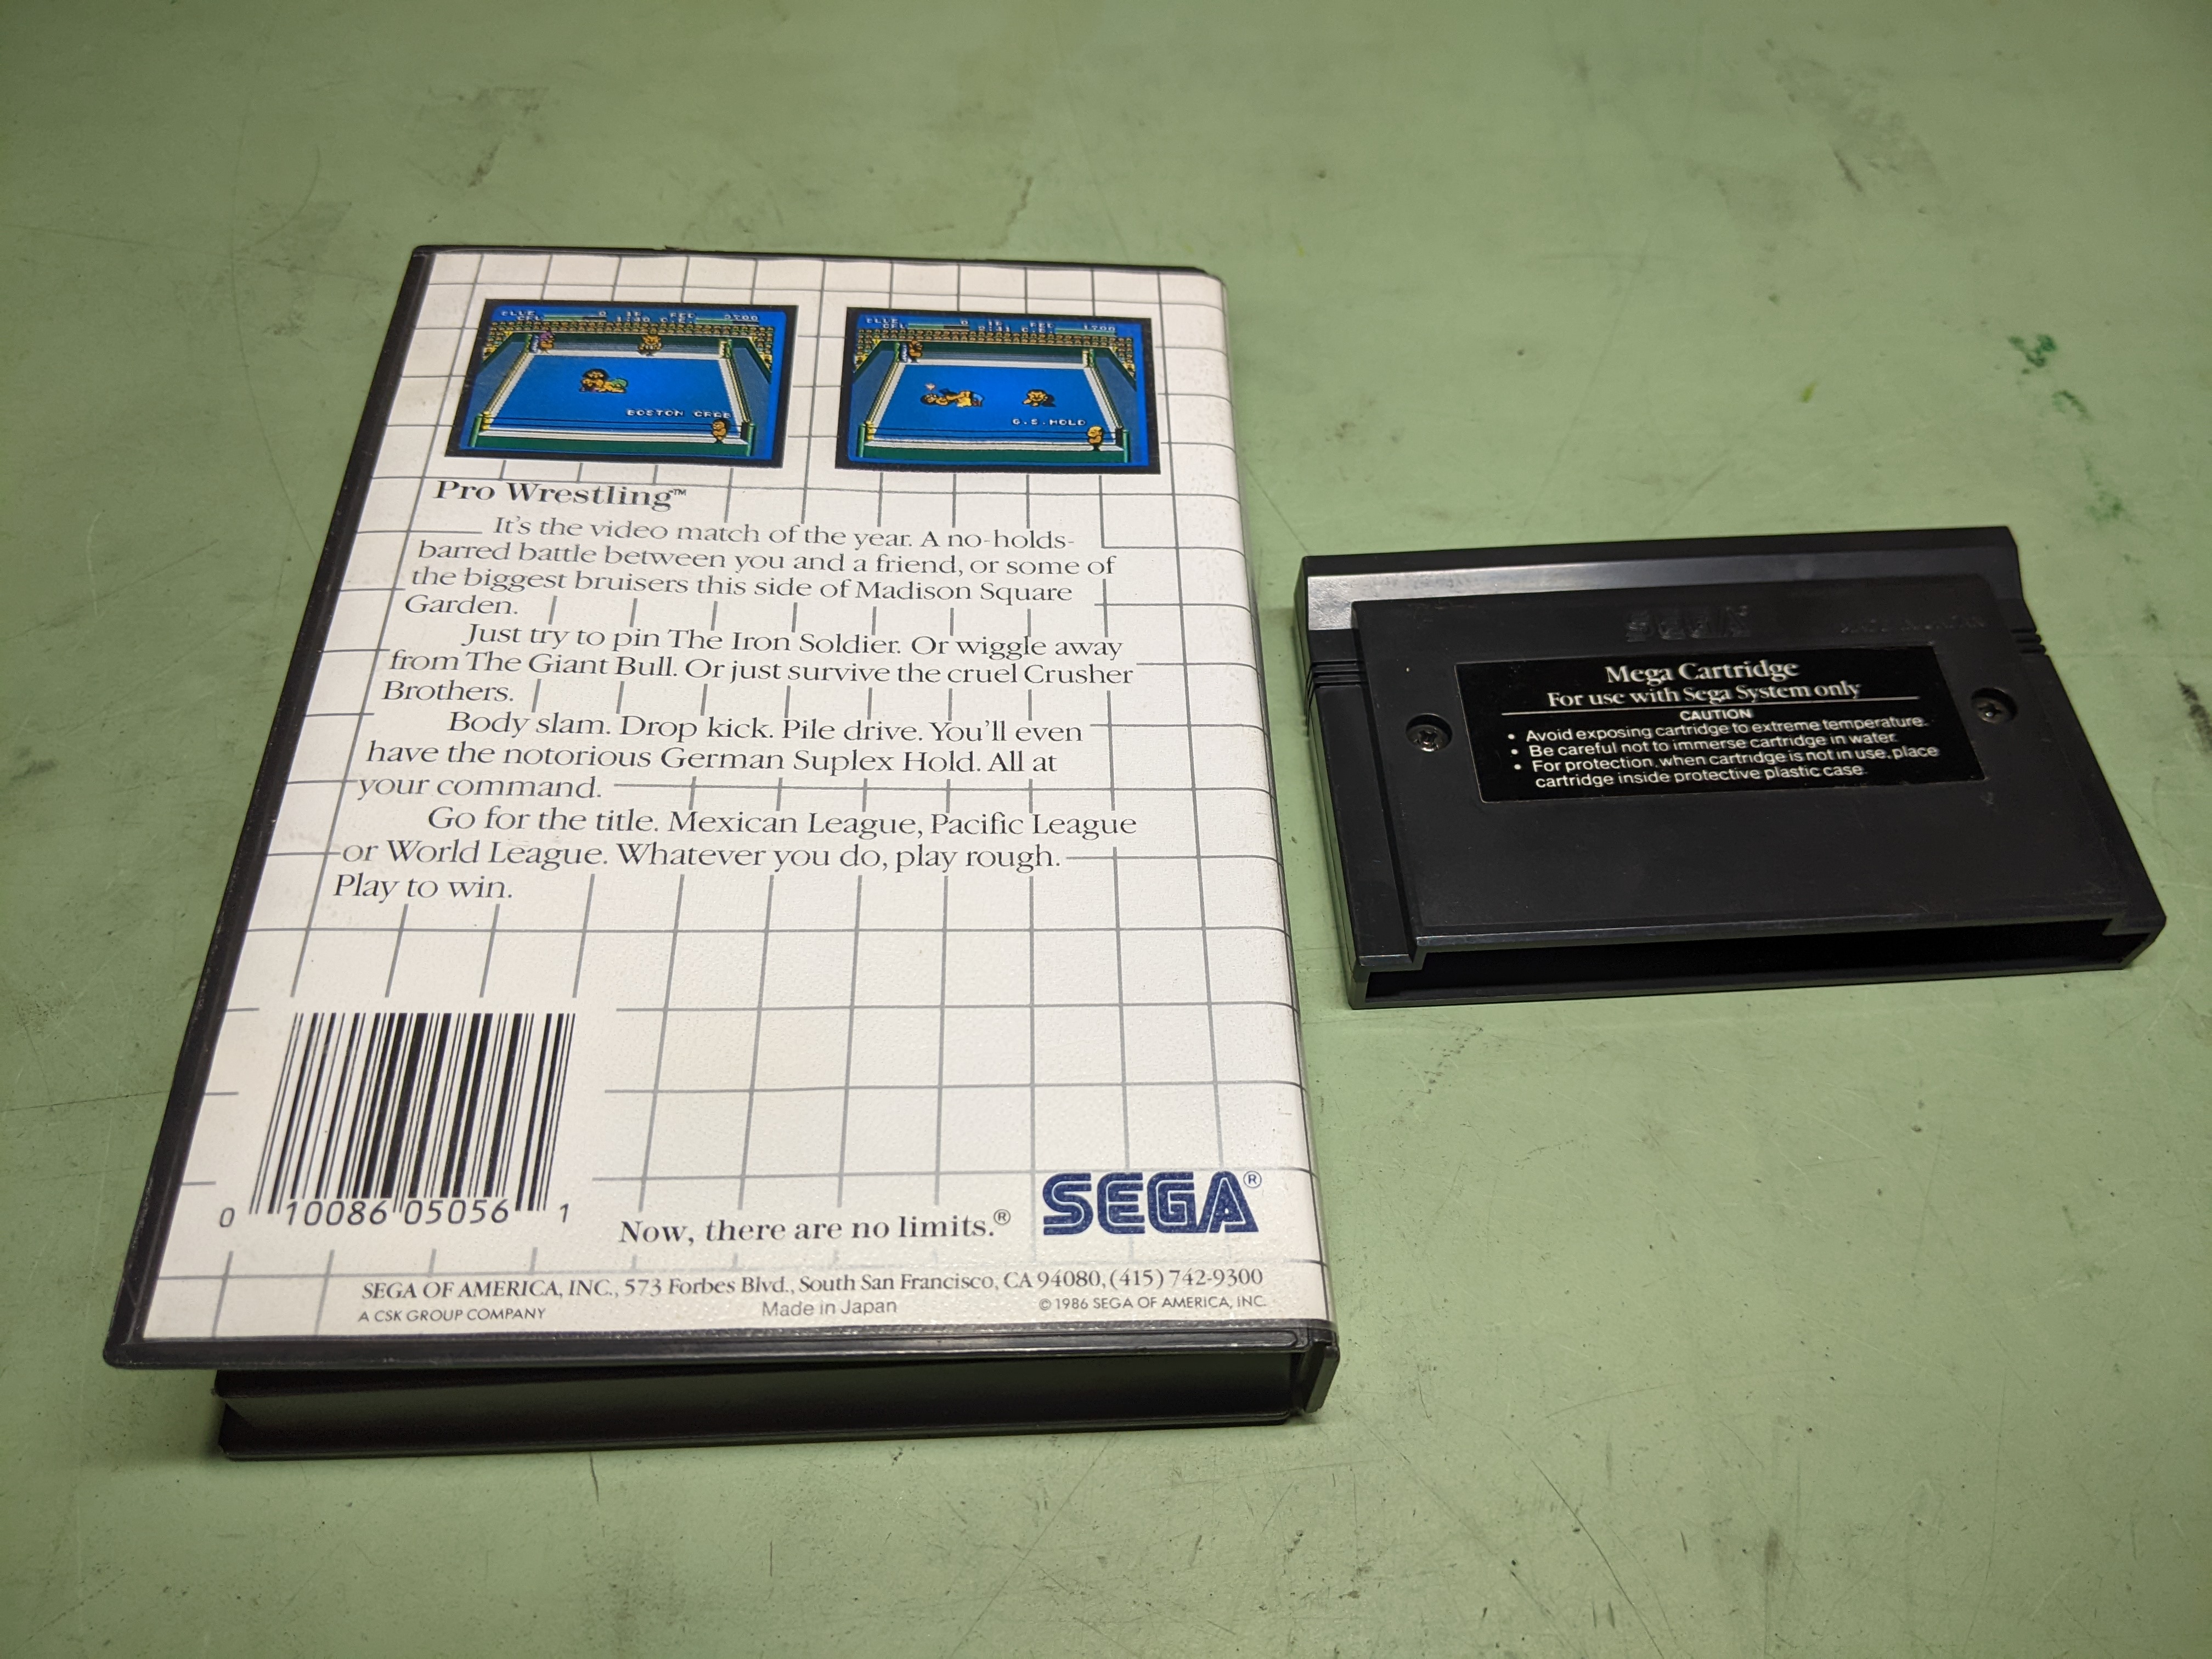 BOSTON CRAB
G.S.HOLD
Pro Wrestling™
It's the video match of the year. A no-holds-
barred battle between you and a friend, or some of
the biggest bruisers this side of Madison Square
Garden.
Just try to pin The Iron Soldier. Or wiggle away
from The Giant Bull. Or just survive the cruel Crusher
Brothers.
Body slam. Drop kick. Pile drive. You'll even
have the notorious German Suplex Hold. All at
your command.
Go for the title. Mexican League, Pacific League
or World League. Whatever you do, play rough.
Play to win.
0 10086 05056 1
Now, there are no limits.®
SEGA®
SEGA OF AMERICA, INC., 573 Forbes Blvd., South San Francisco, CA 94080, (415) 742-9300
A CSK GROUP COMPANY
Made in Japan
© 1986 SEGA OF AMERICA, INC.
SEGA
Mega Cartridge
For use with Sega System only
CAUTION
• Avoid exposing cartridge to extreme temperature.
• Be careful not to immerse cartridge in water.
• For protection, when cartridge is not in use, place
cartridge inside protective plastic case.